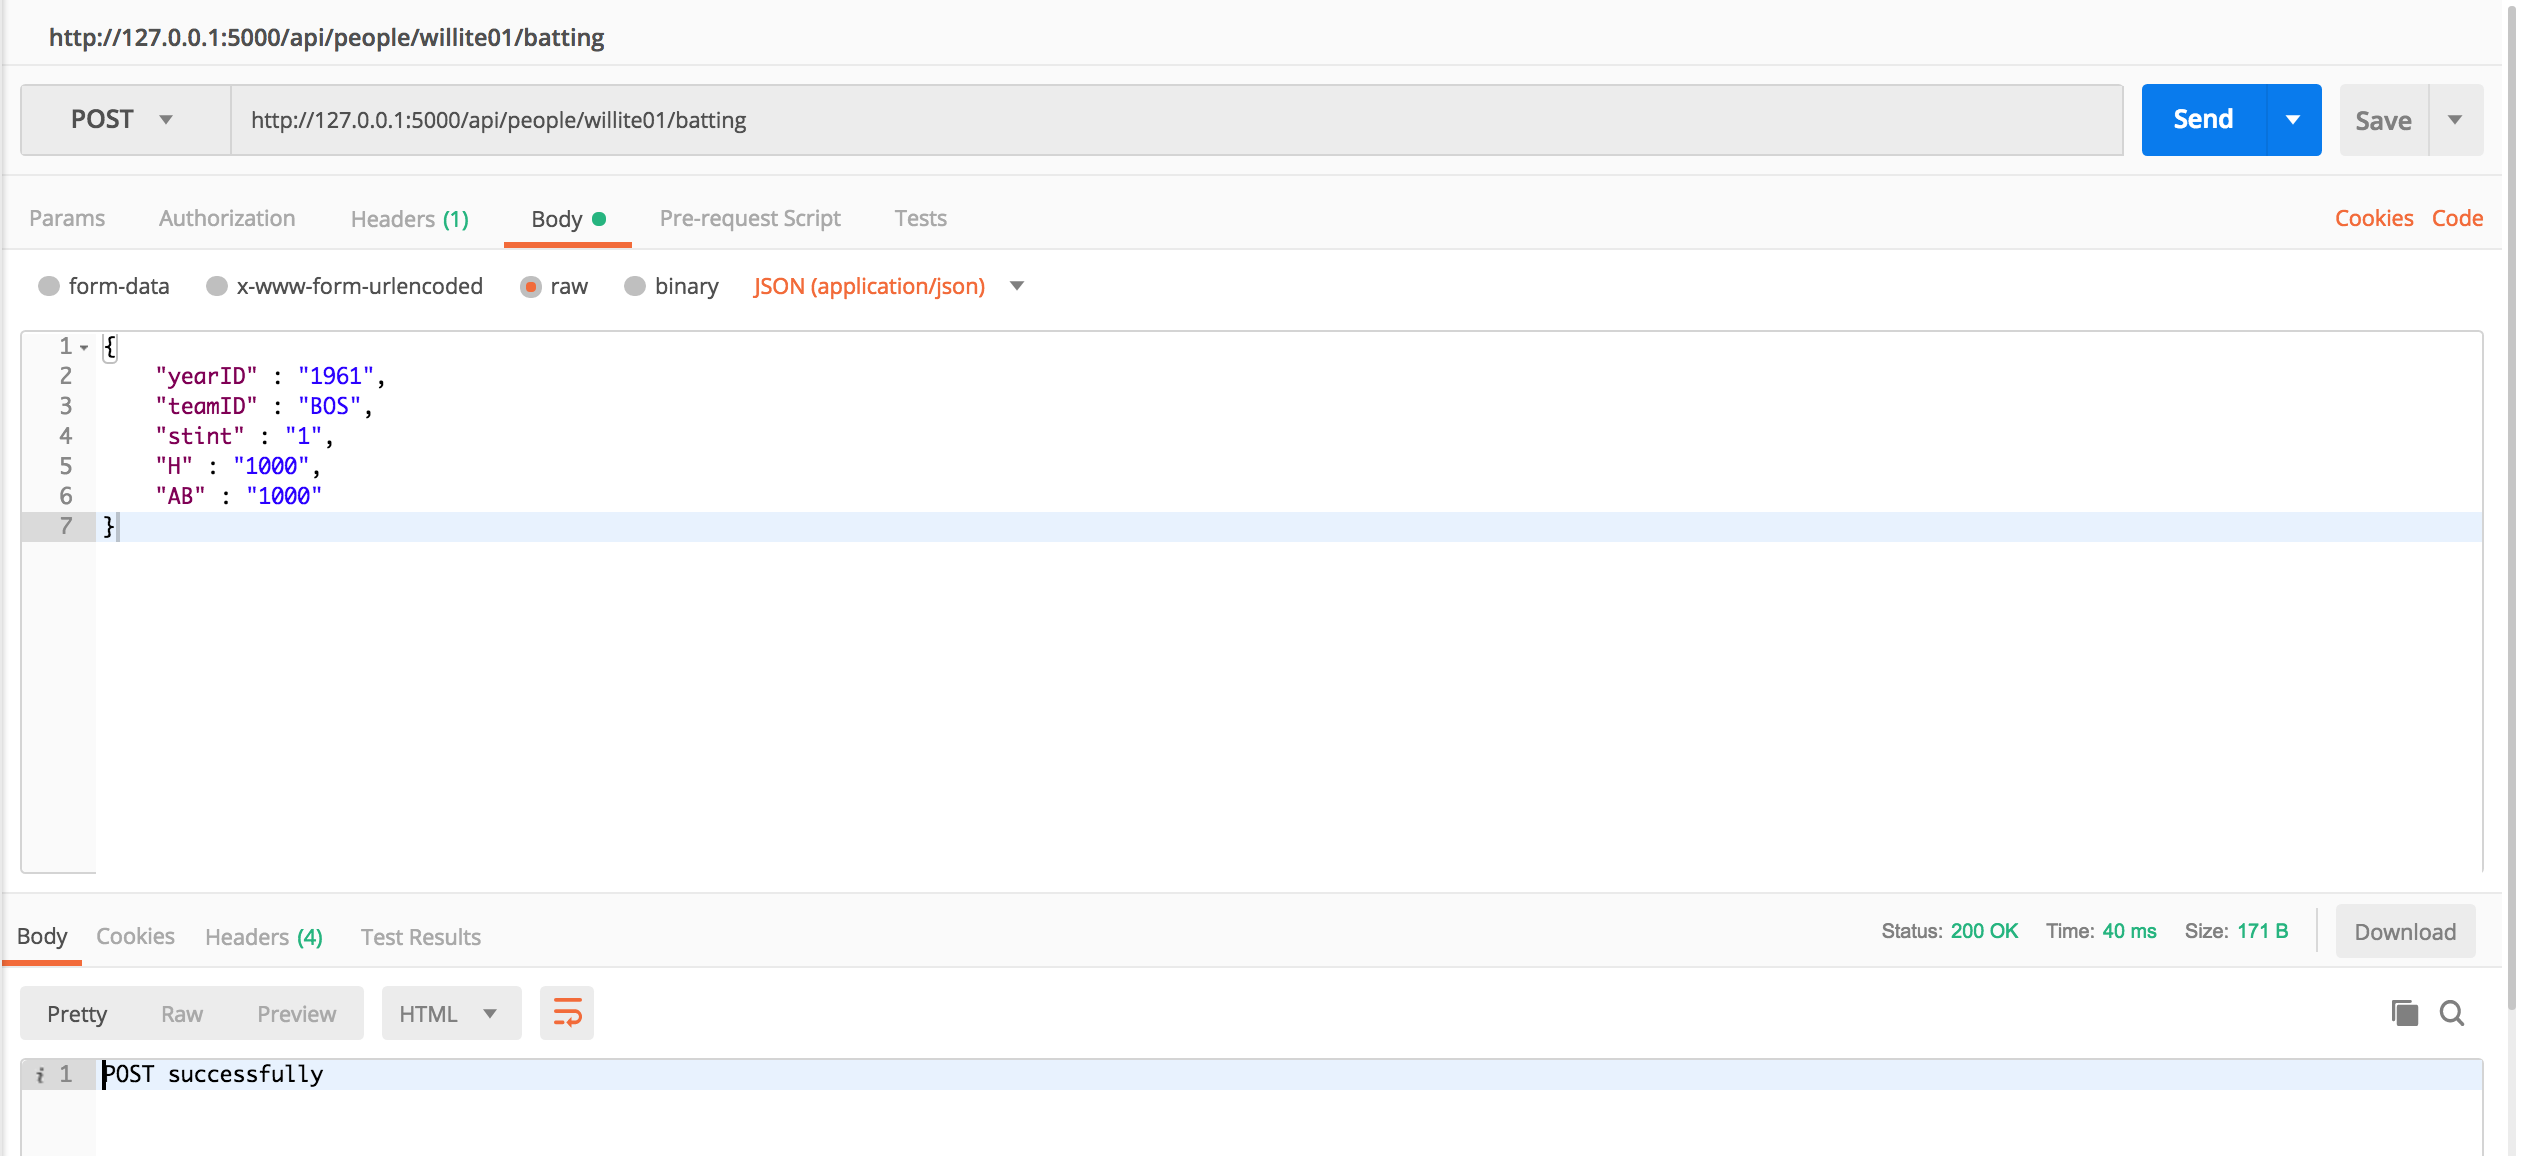 http://127.0.0.1:5000/api/people/willite01/batting
POST http://127.0.0.1:5000/api/people/willite01/batting Send Save
Params Authorization Headers (1) Body Pre-request Script Tests Cookies Code
form-data x-www-form-urlencoded raw binary JSON (application/json)
1 {
2 "yearID" : "1961",
3 "teamID" : "BOS",
4 "stint" : "1",
5 "H" : "1000",
6 "AB" : "1000"
7 }
Body Cookies Headers (4) Test Results Status: 200 OK Time: 40 ms Size: 171 B Download
Pretty Raw Preview HTML
i 1 POST successfully